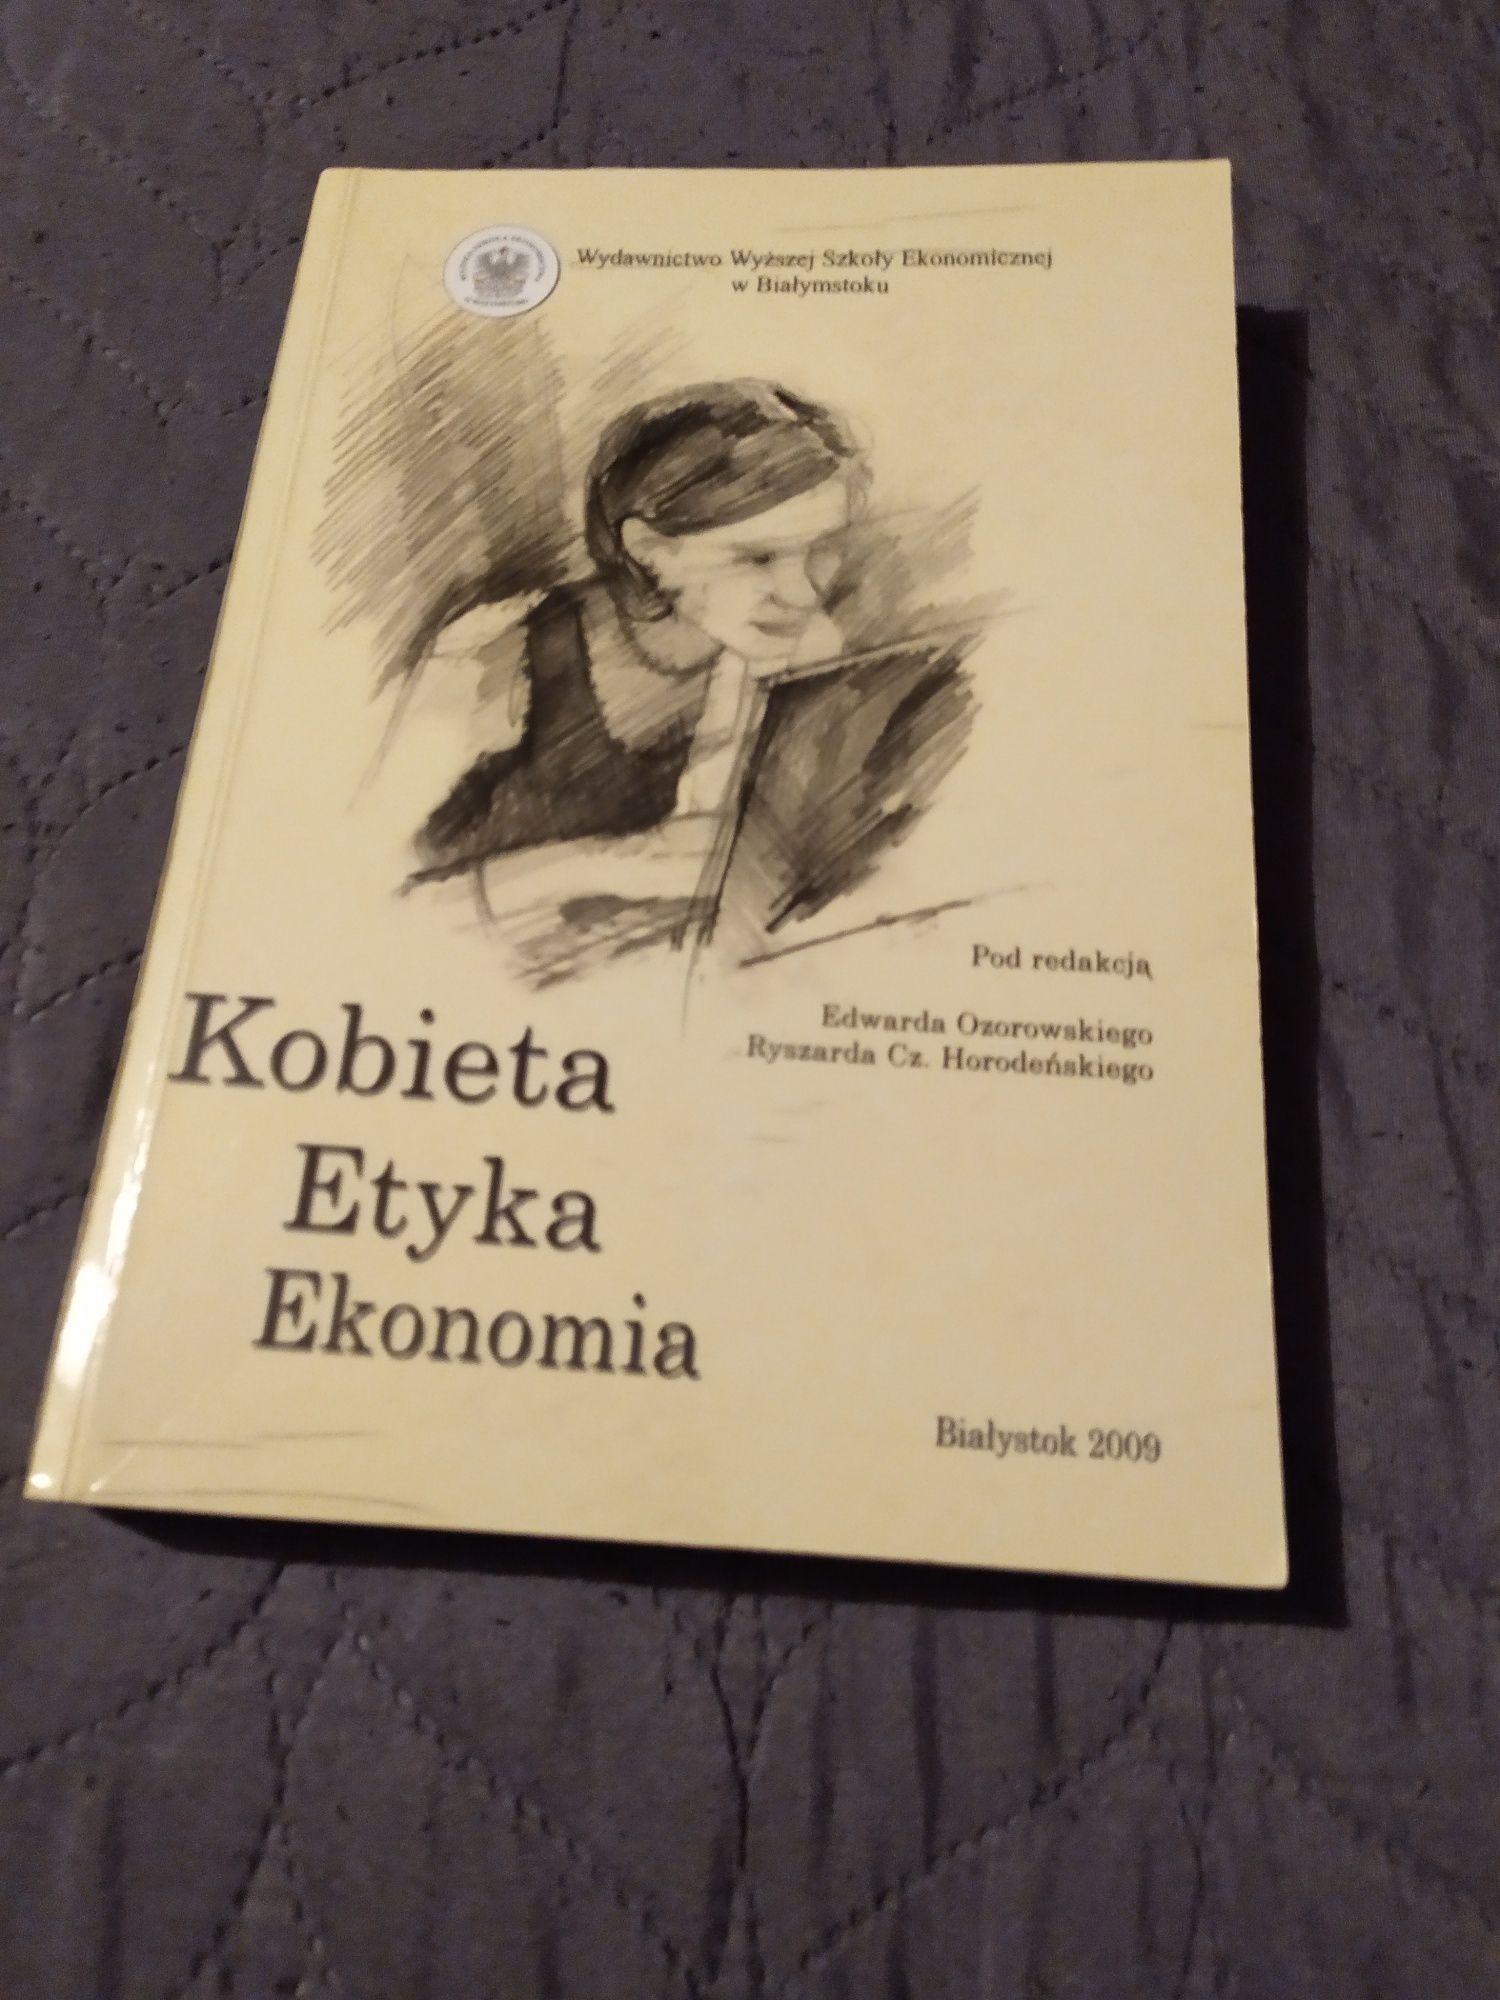 Wydawnictwo Wyższej Szkoły Ekonomicznej
w Białymstoku
Pod redakcją
Edwarda Ozorowskiego
Ryszarda Cz. Horodeńskiego
Kobieta
Etyka
Ekonomia
Białystok 2009